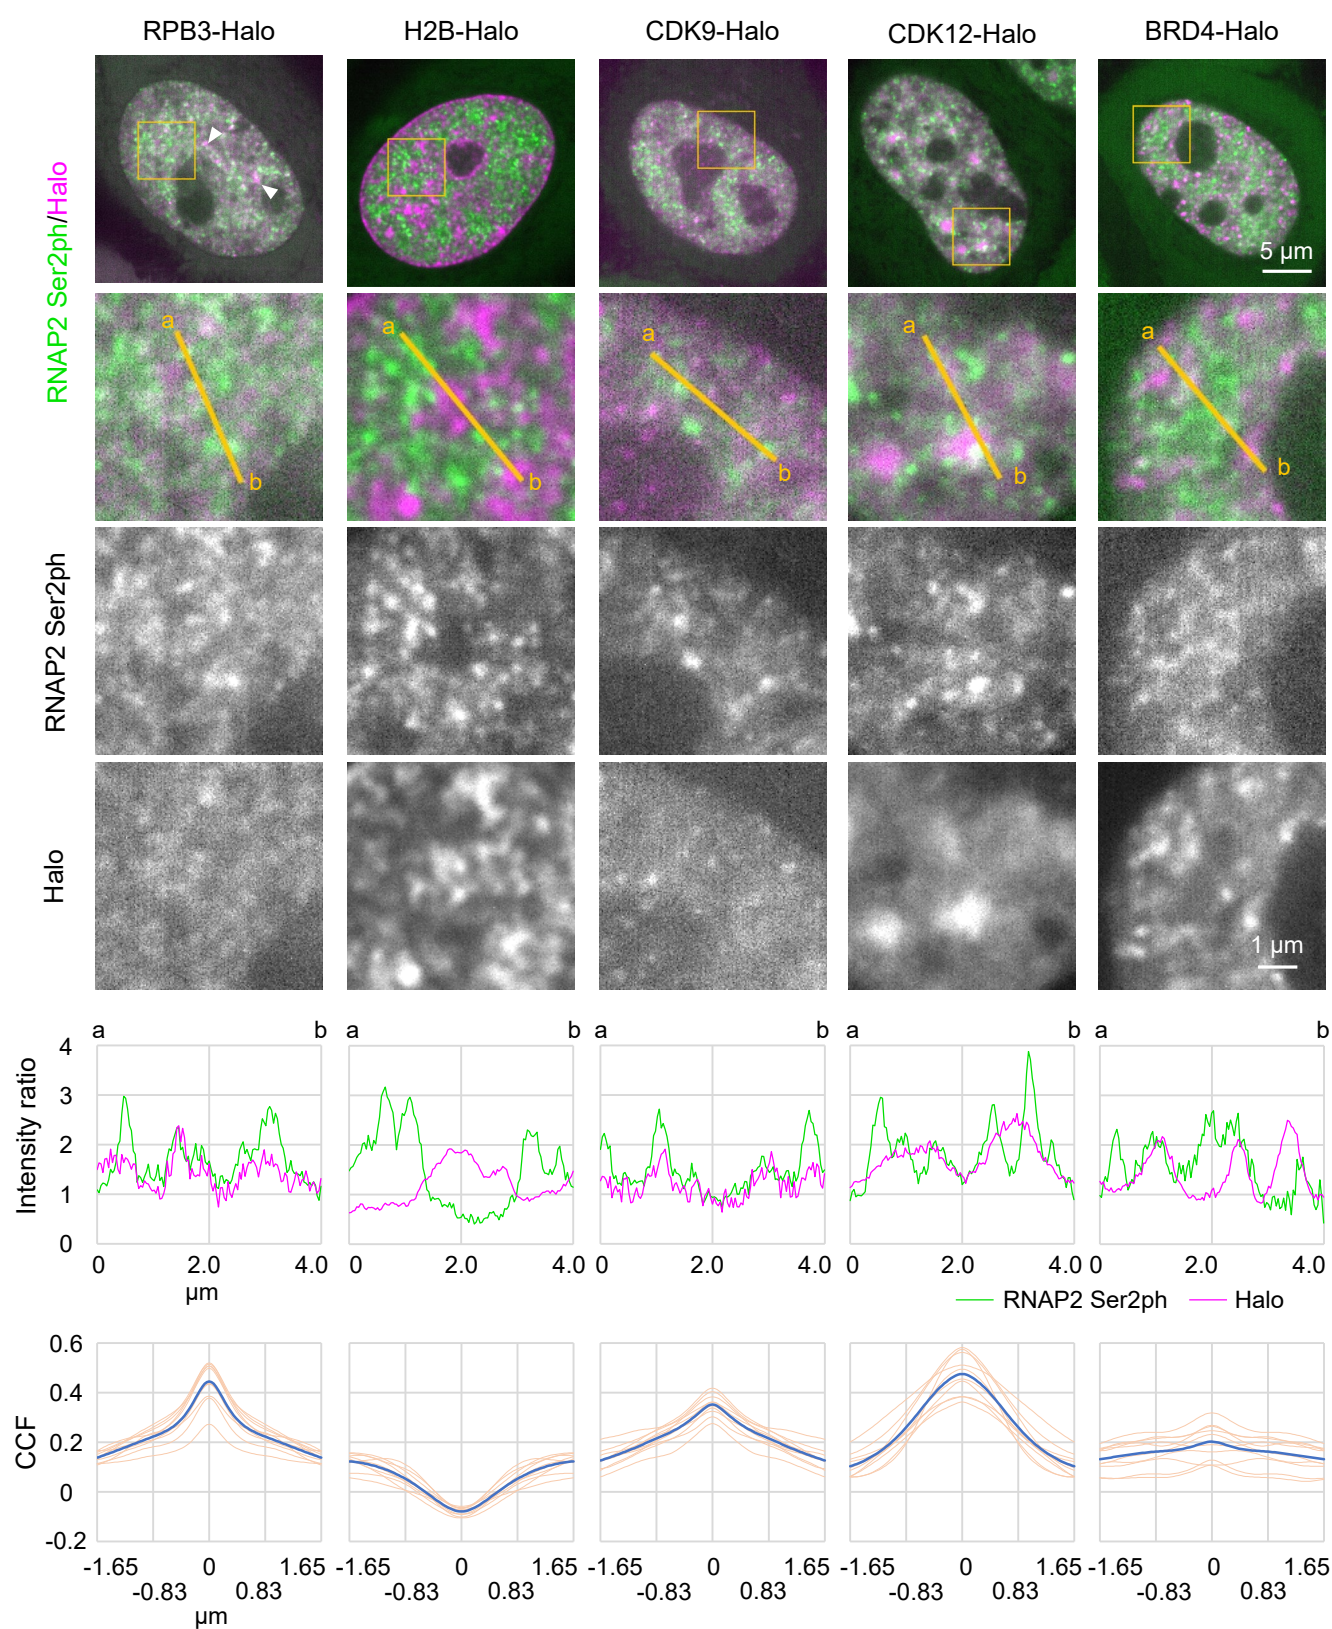 RPB3-Halo H2B-Halo CDK9-Halo CDK12-Halo BRD4-Halo
RNAP2 Ser2ph/Halo
5 µm
a a a a a
b b b b b
RNAP2 Ser2ph
Halo
1 µm
a b a b a b a b a b
Intensity ratio
4
3
2
1
0
0 2.0 4.0 0 2.0 4.0 0 2.0 4.0 0 2.0 4.0 0 2.0 4.0
µm
RNAP2 Ser2ph Halo
CCF
0.6
0.4
0.2
0
-0.2
-1.65 0 1.65 -1.65 0 1.65 -1.65 0 1.65 -1.65 0 1.65 -1.65 0 1.65
-0.83 0.83 -0.83 0.83 -0.83 0.83 -0.83 0.83 -0.83 0.83
µm